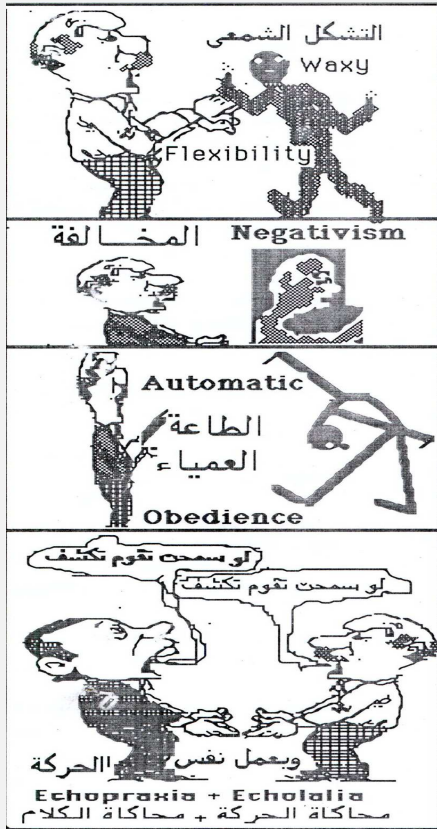 التشكل الشمعى
Waxy
Flexibility
المخالفة Negativism
Automatic
الطاعة
العمياء
Obedience
لو سمحت تقوم تكشف
لو سمحت تقوم تكشف
وبعمل نفس
الحركة
Echopraxia + Echolalia
محاكاة الحركة + محاكاة الكلام